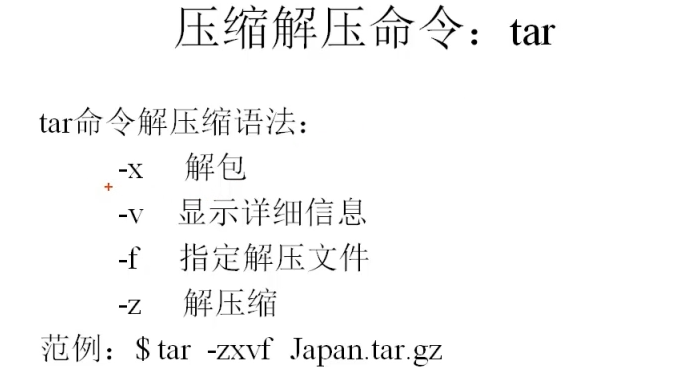 压缩解压命令：tar
tar命令解压缩语法：
-x 解包
-v 显示详细信息
-f 指定解压文件
-z 解压缩
范例：$ tar -zxvf Japan.tar.gz